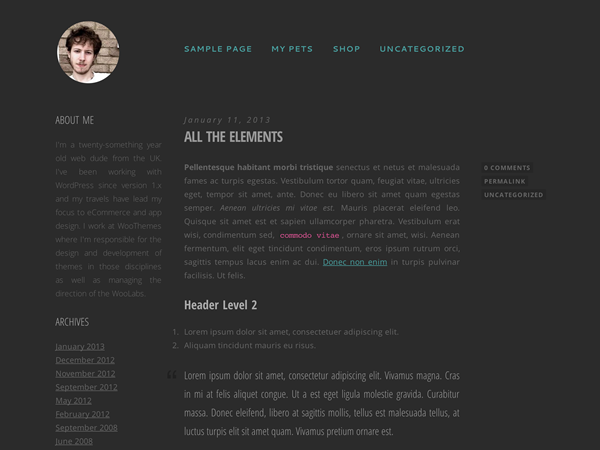 SAMPLE PAGE MY PETS SHOP UNCATEGORIZED
ABOUT ME
I'm a twenty-something year
old web dude from the UK.
I've been working with
WordPress since version 1.x
and my travels have lead my
focus to eCommerce and app
design. I work at WooThemes
where I'm responsible for the
design and development of
themes in those disciplines
as well as managing the
direction of the WooLabs.
ARCHIVES
January 2013
December 2012
November 2012
September 2012
May 2012
February 2012
September 2008
June 2008
January 11, 2013
ALL THE ELEMENTS
Pellentesque habitant morbi tristique senectus et netus et malesuada
fames ac turpis egestas. Vestibulum tortor quam, feugiat vitae, ultricies
eget, tempor sit amet, ante. Donec eu libero sit amet quam egestas
semper. Aenean ultricies mi vitae est. Mauris placerat eleifend leo.
Quisque sit amet est et sapien ullamcorper pharetra. Vestibulum erat
wisi, condimentum sed, commodo vitae, ornare sit amet, wisi. Aenean
fermentum, elit eget tincidunt condimentum, eros ipsum rutrum orci,
sagittis tempus lacus enim ac dui. Donec non enim in turpis pulvinar
facilisis. Ut felis.
Header Level 2
1. Lorem ipsum dolor sit amet, consectetuer adipiscing elit.
2. Aliquam tincidunt mauris eu risus.
“ Lorem ipsum dolor sit amet, consectetur adipiscing elit. Vivamus magna. Cras
in mi at felis aliquet congue. Ut a est eget ligula molestie gravida. Curabitur
massa. Donec eleifend, libero at sagittis mollis, tellus est malesuada tellus, at
luctus turpis elit sit amet quam. Vivamus pretium ornare est.
0 COMMENTS
PERMALINK
UNCATEGORIZED